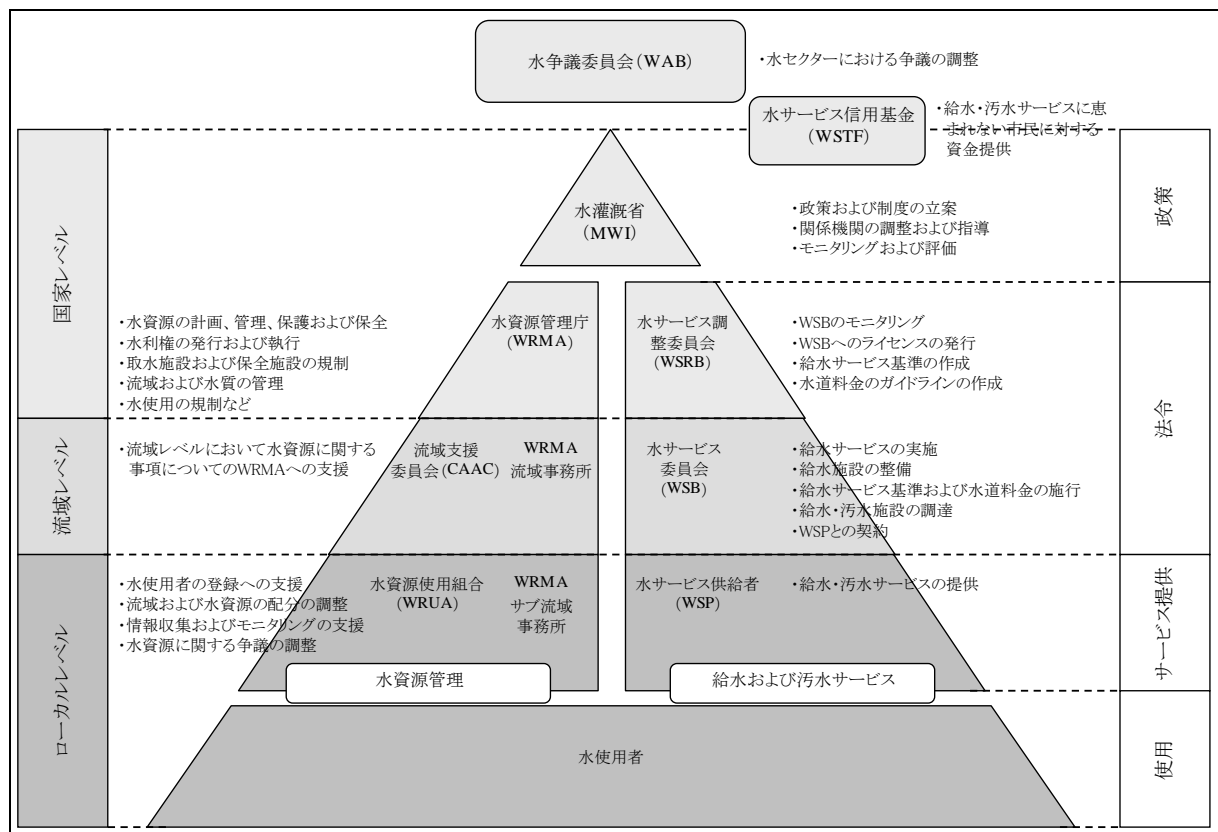 水争議委員会(WAB)
・水セクターにおける争議の調整
水サービス信用基金
(WSTF)
・給水・汚水サービスに恵
まれない市民に対する
資金提供
国家レベル
水灌漑省
(MWI)
・政策および制度の立案
・関係機関の調整および指導
・モニタリングおよび評価
政策
・水資源の計画、管理、保護および保全
・水利権の発行および執行
・取水施設および保全施設の規制
・流域および水質の管理
・水使用の規制など
水資源管理庁
(WRMA)
水サービス調
整委員会
(WSRB)
・WSBのモニタリング
・WSBへのライセンスの発行
・給水サービス基準の作成
・水道料金のガイドラインの作成
法令
流域レベル
・流域レベルにおいて水資源に関する
事項についてのWRMAへの支援
流域支援
委員会(CAAC)
WRMA
流域事務所
水サービス
委員会
(WSB)
・給水サービスの実施
・給水施設の整備
・給水サービス基準および水道料金の施行
・給水・汚水施設の調達
・WSPとの契約
ローカルレベル
・水使用者の登録への支援
・流域および水資源の配分の調整
・情報収集およびモニタリングの支援
・水資源に関する争議の調整
水資源使用組合
(WRUA)
WRMA
サブ流域
事務所
水サービス供給者
(WSP)
・給水・汚水サービスの提供
サービス提供
水資源管理
給水および汚水サービス
水使用者
使用